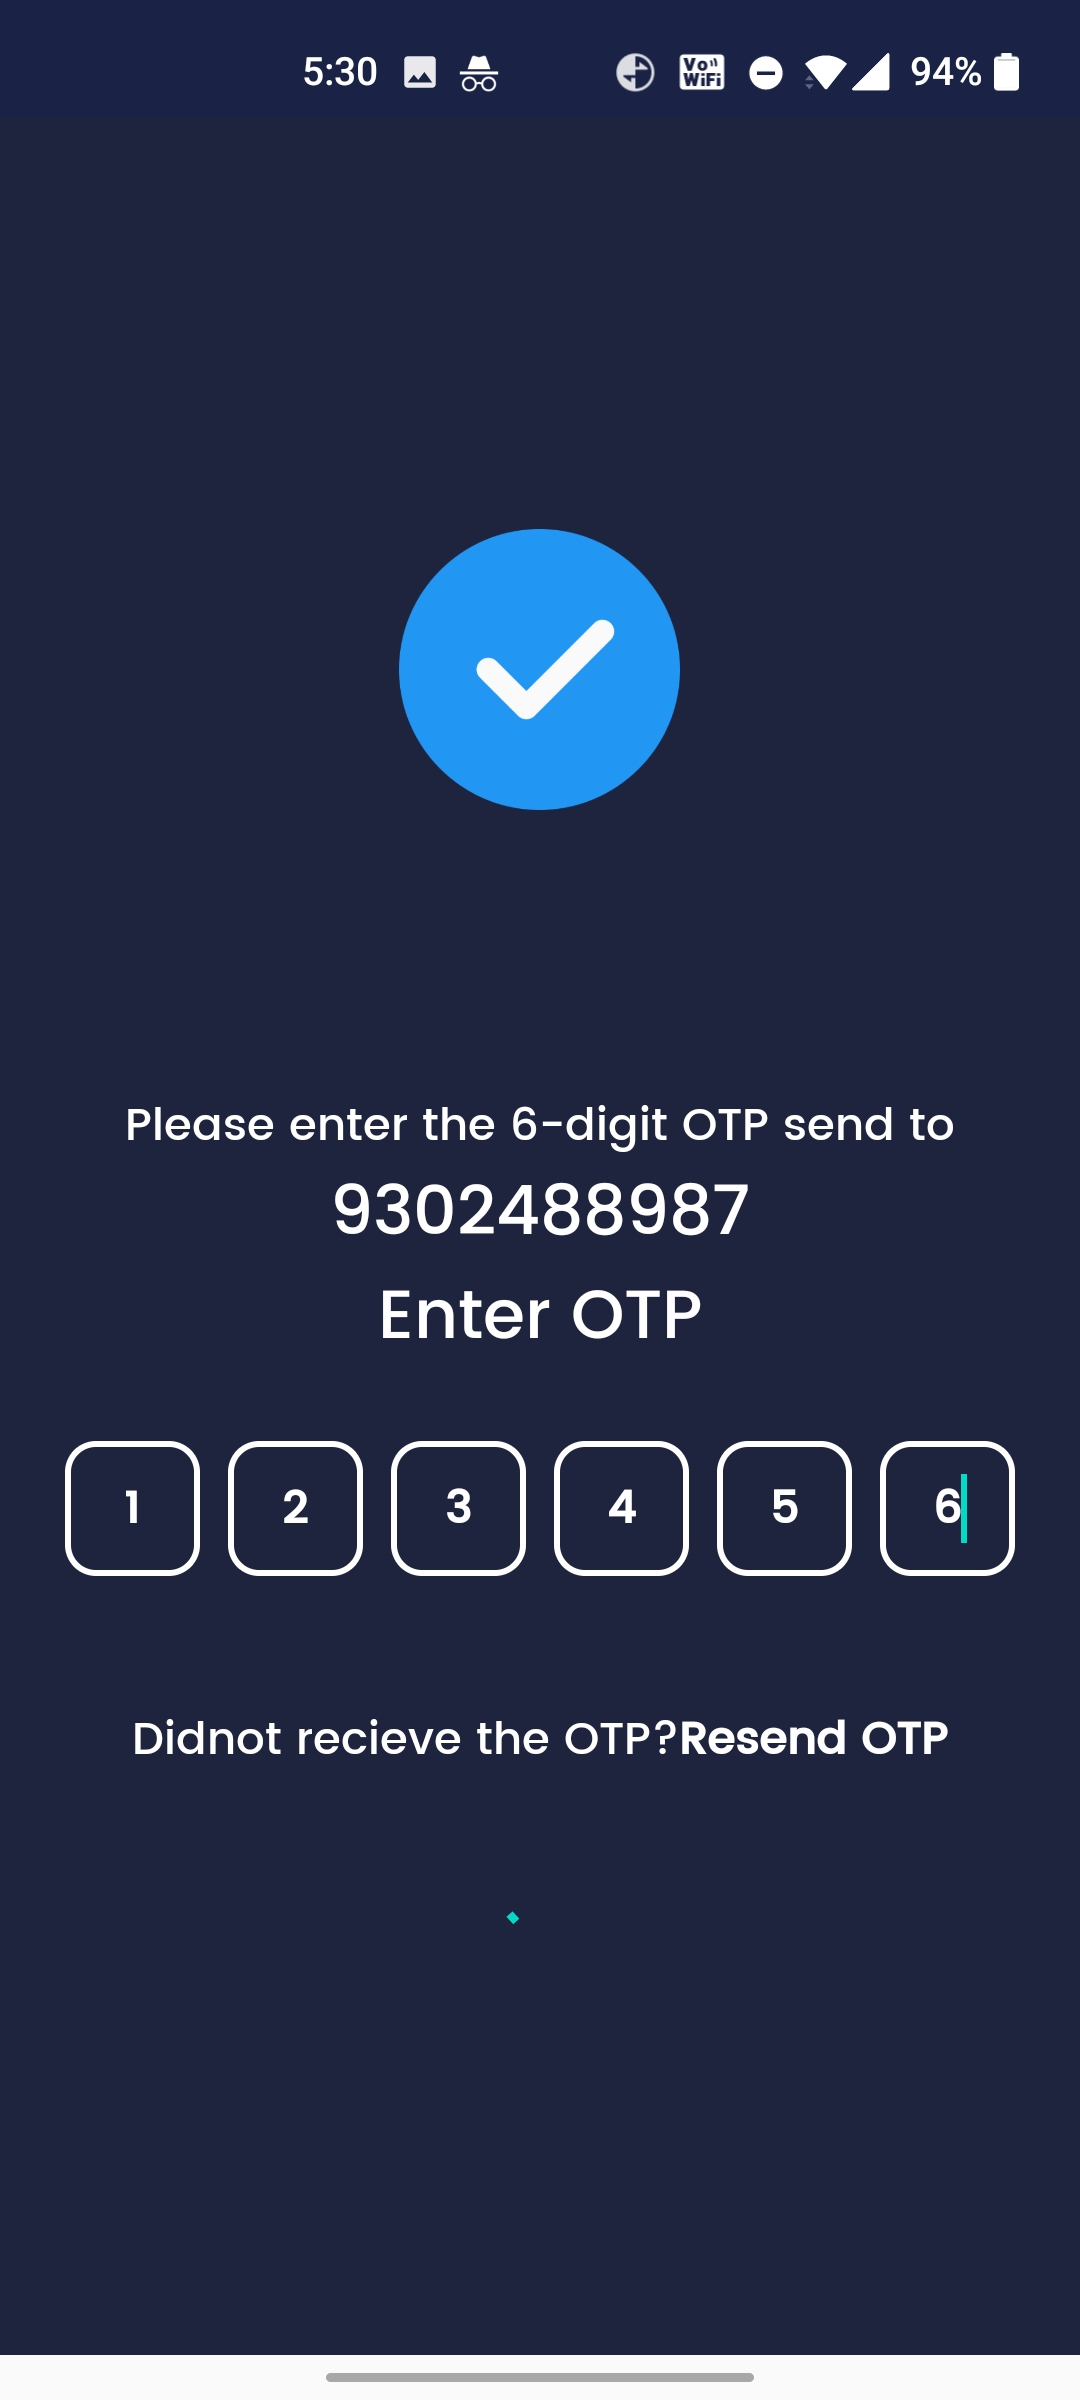 5:30 Vo WiFi 94%
Please enter the 6-digit OTP send to
9302488987
Enter OTP
1 2 3 4 5 6
Didnot recieve the OTP?Resend OTP